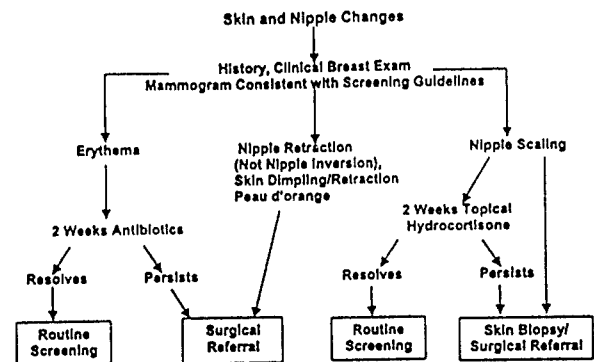 Skin and Nipple Changes
History, Clinical Breast Exam
Mammogram Consistent with Screening Guidelines
Erythema
Nipple Retraction
(Not Nipple Inversion),
Skin Dimpling/Retraction
Peau d'orange
Nipple Scaling
2 Weeks Antibiotics
2 Weeks Topical
Hydrocortisone
Resolves
Persists
Resolves
Persists
Routine
Screening
Surgical
Referral
Routine
Screening
Skin Biopsy/
Surgical Referral